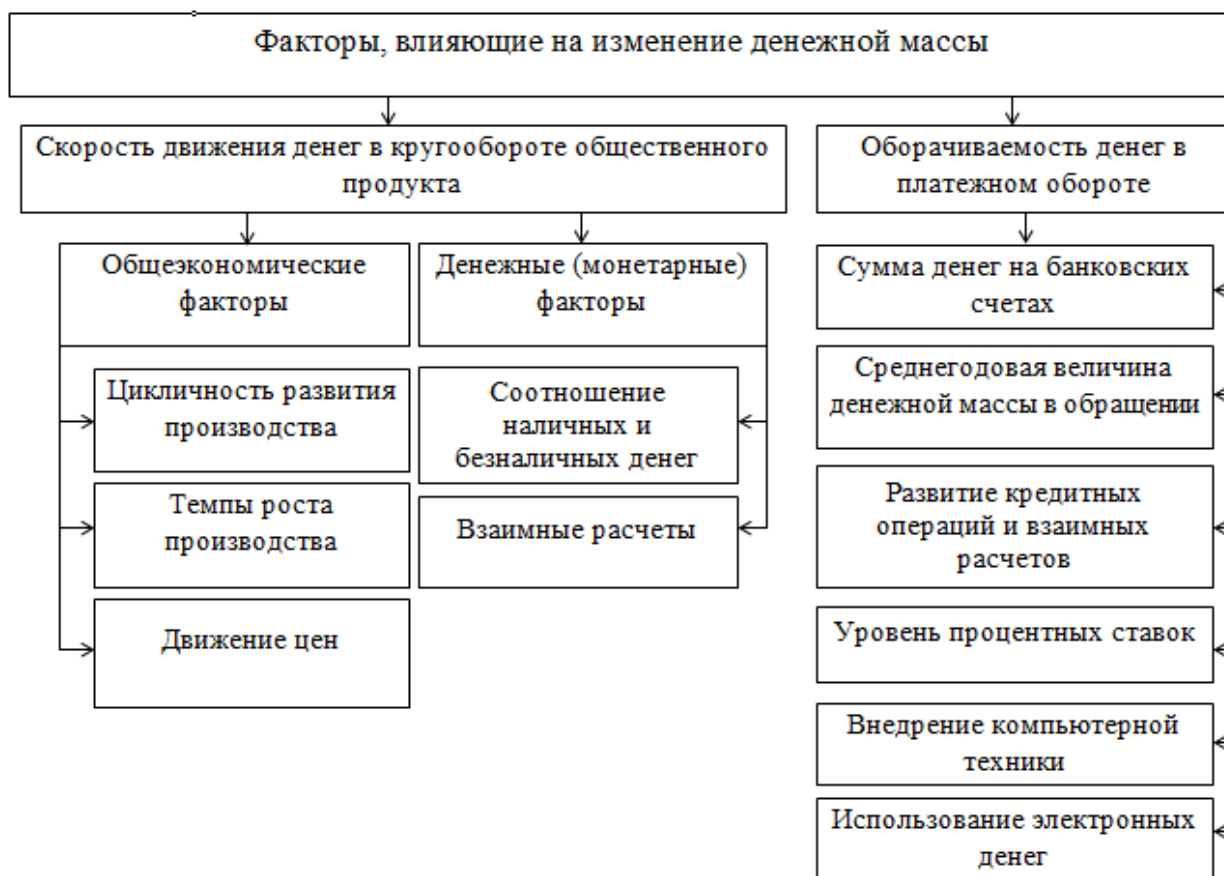 Факторы, влияющие на изменение денежной массы
Скорость движения денег в кругообороте общественного
продукта
Оборачиваемость денег в
платежном обороте
Общеэкономические
факторы
Денежные (монетарные)
факторы
Сумма денег на банковских
счетах
Цикличность развития
производства
Соотношение
наличных и
безналичных денег
Среднегодовая величина
денежной массы в обращении
Темпы роста
производства
Взаимные расчеты
Развитие кредитных
операций и взаимных
расчетов
Движение цен
Уровень процентных ставок
Внедрение компьютерной
техники
Использование электронных
денег